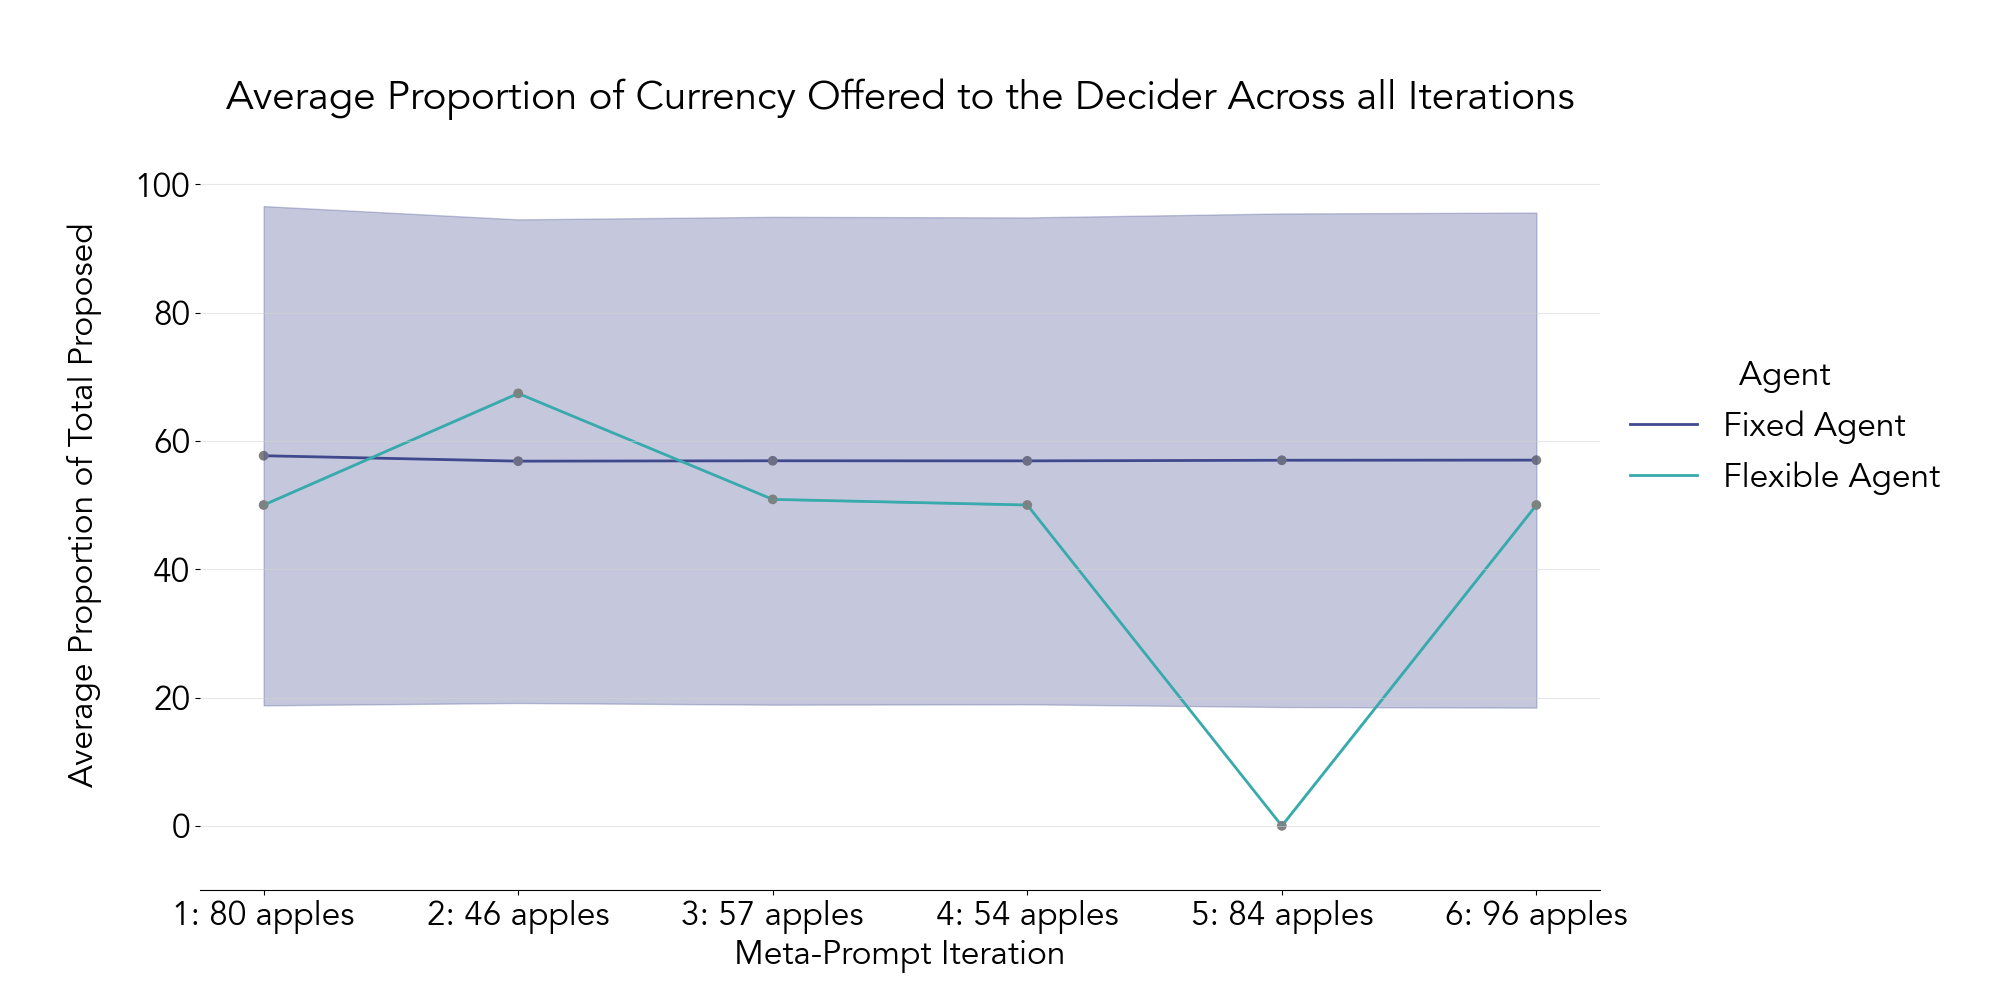 Average Proportion of Currency Offered to the Decider Across all Iterations
Average Proportion of Total Proposed
100
80
60
40
20
0
1: 80 apples
2: 46 apples
3: 57 apples
4: 54 apples
5: 84 apples
6: 96 apples
Meta-Prompt Iteration
Agent
Fixed Agent
Flexible Agent